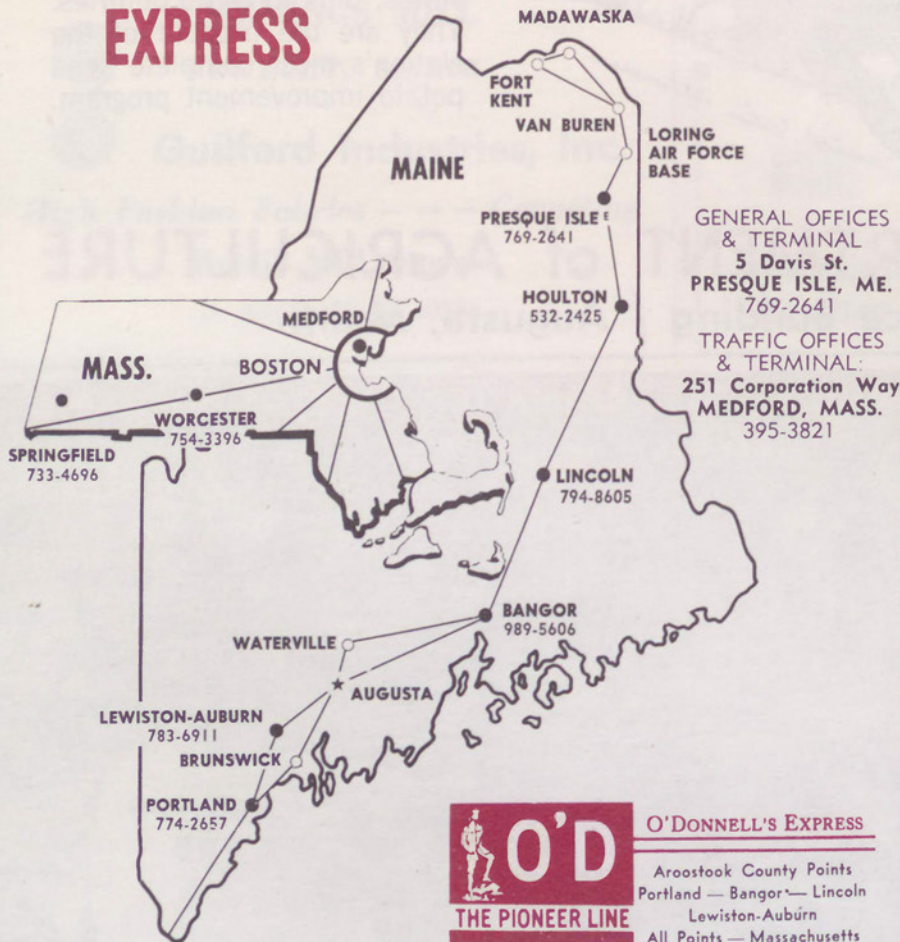 EXPRESS
MADAWASKA
FORT
KENT
VAN BUREN
LORING
AIR FORCE
BASE
MAINE
PRESQUE ISLE
769-2641
GENERAL OFFICES
& TERMINAL
5 Davis St.
PRESQUE ISLE, ME.
769-2641
HOULTON
532-2425
TRAFFIC OFFICES
& TERMINAL:
251 Corporation Way
MEDFORD, MASS.
395-3821
MEDFORD
BOSTON
MASS.
WORCESTER
754-3396
SPRINGFIELD
733-4696
LINCOLN
794-8605
BANGOR
989-5606
WATERVILLE
AUGUSTA
LEWISTON-AUBURN
783-6911
BRUNSWICK
PORTLAND
774-2657
O'D
THE PIONEER LINE
O'DONNELL'S EXPRESS
Aroostook County Points
Portland — Bangor — Lincoln
Lewiston-Auburn
All Points — Massachusetts